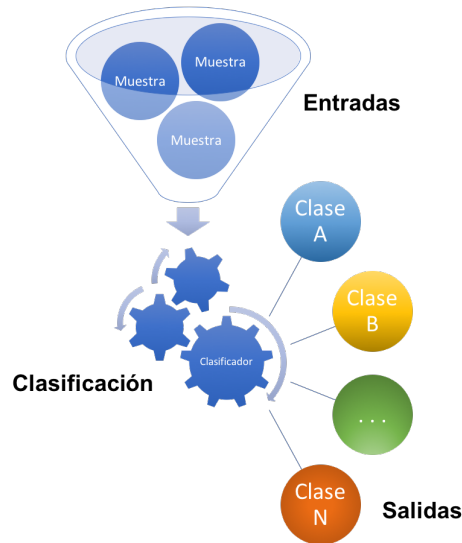 Muestra
Muestra
Muestra
Entradas
Clase
A
Clase
B
Clasificador
Clasificación
. . .
Clase
N
Salidas